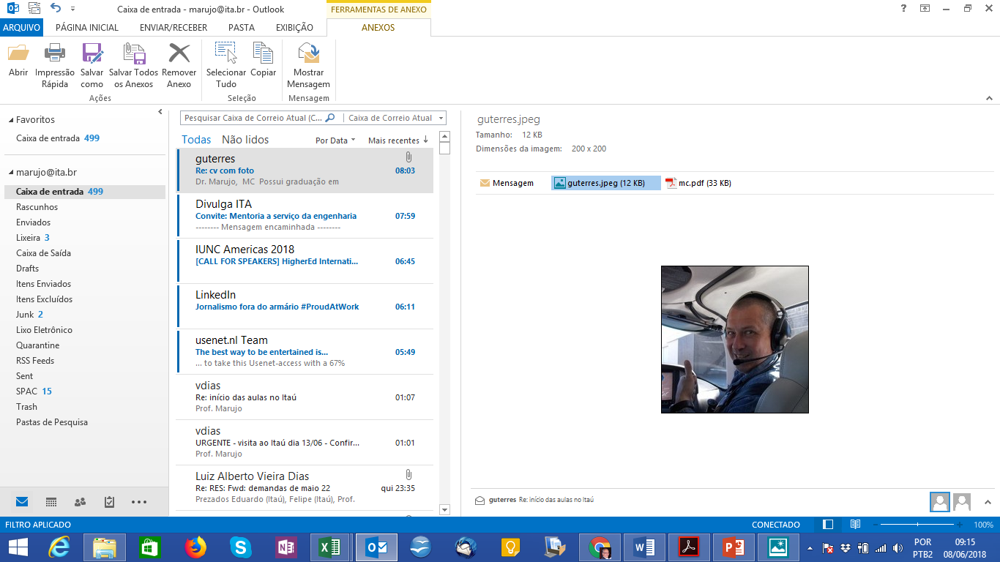 Caixa de entrada - marujo@ita.br - Outlook
FERRAMENTAS DE ANEXO
ARQUIVO PÁGINA INICIAL ENVIAR/RECEBER PASTA EXIBIÇÃO ANEXOS
Abrir
Impressão Rápida
Salvar como
Salvar Todos os Anexos
Remover Anexo
Ações
Selecionar Tudo
Copiar
Seleção
Mostrar Mensagem
Mensagem
Favoritos
Caixa de entrada 499
marujo@ita.br
Caixa de entrada 499
Rascunhos
Enviados
Lixeira 3
Caixa de Saída
Drafts
Itens Enviados
Itens Excluídos
Junk 2
Lixo Eletrônico
Quarantine
RSS Feeds
Sent
SPAC 15
Trash
Pastas de Pesquisa
Pesquisar Caixa de Correio Atual (C... Caixa de Correio Atual
Todas Não lidos Por Data Mais recentes
guterres
Re: cv com foto 08:03
Dr. Marujo, MC Possui graduação em
Divulga ITA
Convite: Mentoria a serviço da engenharia 07:59
-------- Mensagem encaminhada --------
IUNC Americas 2018
[CALL FOR SPEAKERS] HigherEd Internati... 06:45
LinkedIn
Jornalismo fora do armário #ProudAtWork 06:11
usenet.nl Team
The best way to be entertained is... 05:49
... to take this Usenet-access with a 67%
vdias
Re: início das aulas no Itaú 01:07
Prof. Marujo
vdias
URGENTE - visita ao Itaú dia 13/06 - Confir... 01:01
Prof. Marujo
Luiz Alberto Vieira Dias
Re: RES: Fwd: demandas de maio 22 qui 23:35
Prezados Eduardo (Itaú), Felipe (Itaú), Prof.
guterres.jpeg
Tamanho: 12 KB
Dimensões da imagem: 200 x 200
Mensagem guterres.jpeg (12 KB) mc.pdf (33 KB)
guterres Re: início das aulas no Itaú
FILTRO APLICADO CONECTADO 100%
POR 09:15
PTB2 08/06/2018